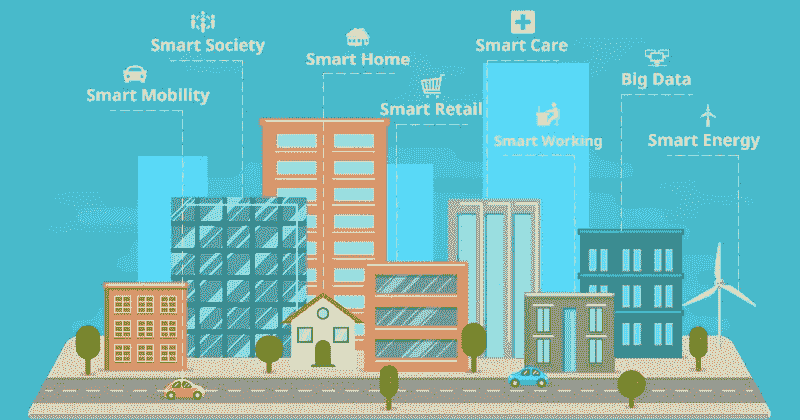 Smart Society
Smart Home
Smart Care
Smart Mobility
Smart Retail
Big Data
Smart Working
Smart Energy